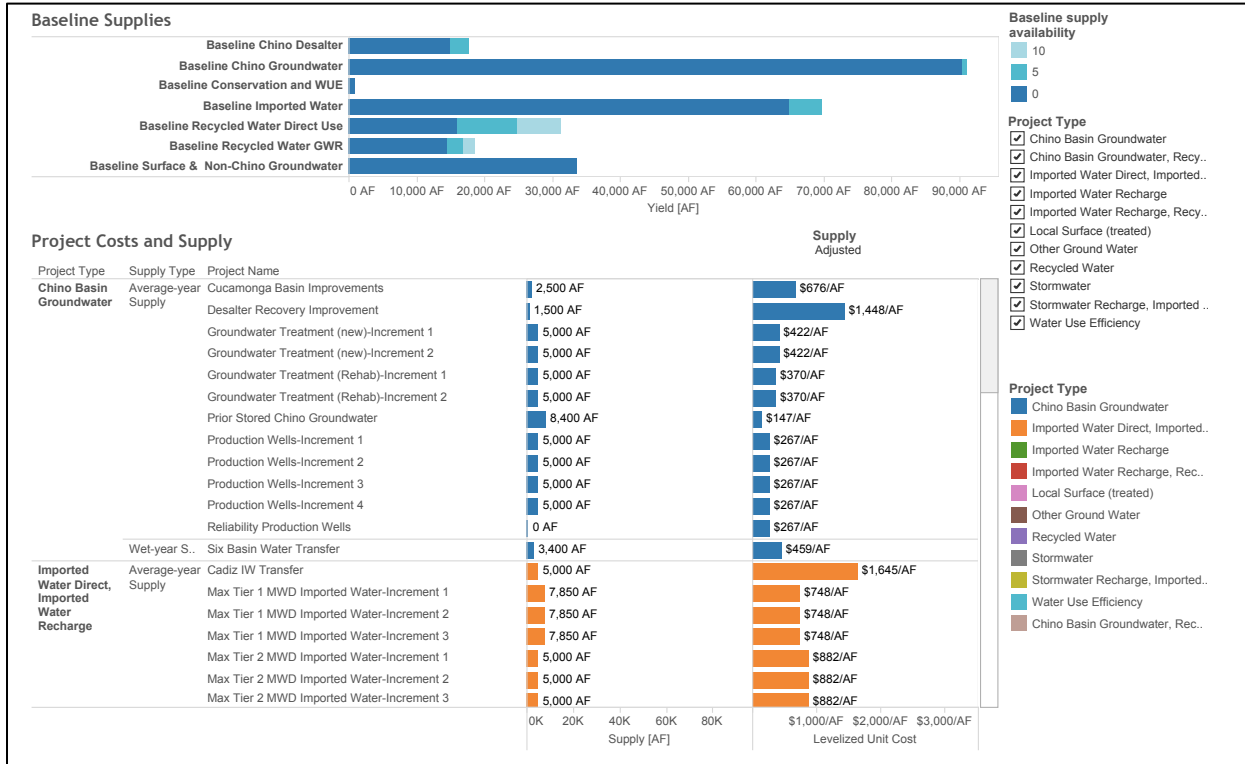 Baseline Supplies
Baseline Chino Desalter
Baseline Chino Groundwater
Baseline Conservation and WUE
Baseline Imported Water
Baseline Recycled Water Direct Use
Baseline Recycled Water GWR
Baseline Surface & Non-Chino Groundwater
0 AF 10,000 AF 20,000 AF 30,000 AF 40,000 AF 50,000 AF 60,000 AF 70,000 AF 80,000 AF 90,000 AF
Yield [AF]
Baseline supply
availability
10
5
0
Project Type
Chino Basin Groundwater
Chino Basin Groundwater, Recy..
Imported Water Direct, Imported..
Imported Water Recharge
Imported Water Recharge, Recy..
Local Surface (treated)
Other Ground Water
Recycled Water
Stormwater
Stormwater Recharge, Imported ..
Water Use Efficiency
Project Type
Chino Basin Groundwater
Imported Water Direct, Imported..
Imported Water Recharge
Imported Water Recharge, Rec..
Local Surface (treated)
Other Ground Water
Recycled Water
Stormwater
Stormwater Recharge, Imported..
Water Use Efficiency
Chino Basin Groundwater, Rec..
Project Costs and Supply
Supply
Adjusted
Project Type Supply Type Project Name
Chino Basin Average-year Cucamonga Basin Improvements 2,500 AF $676/AF
Groundwater Supply Desalter Recovery Improvement 1,500 AF $1,448/AF
Groundwater Treatment (new)-Increment 1 5,000 AF $422/AF
Groundwater Treatment (new)-Increment 2 5,000 AF $422/AF
Groundwater Treatment (Rehab)-Increment 1 5,000 AF $370/AF
Groundwater Treatment (Rehab)-Increment 2 5,000 AF $370/AF
Prior Stored Chino Groundwater 8,400 AF $147/AF
Production Wells-Increment 1 5,000 AF $267/AF
Production Wells-Increment 2 5,000 AF $267/AF
Production Wells-Increment 3 5,000 AF $267/AF
Production Wells-Increment 4 5,000 AF $267/AF
Reliability Production Wells 0 AF $267/AF
Wet-year S.. Six Basin Water Transfer 3,400 AF $459/AF
Imported Average-year Cadiz IW Transfer 5,000 AF $1,645/AF
Water Direct, Supply Max Tier 1 MWD Imported Water-Increment 1 7,850 AF $748/AF
Imported
Water Max Tier 1 MWD Imported Water-Increment 2 7,850 AF $748/AF
Recharge Max Tier 1 MWD Imported Water-Increment 3 7,850 AF $748/AF
Max Tier 2 MWD Imported Water-Increment 1 5,000 AF $882/AF
Max Tier 2 MWD Imported Water-Increment 2 5,000 AF $882/AF
Max Tier 2 MWD Imported Water-Increment 3 5,000 AF $882/AF
0K 20K 40K 60K 80K $1,000/AF $2,000/AF $3,000/AF
Supply [AF] Levelized Unit Cost